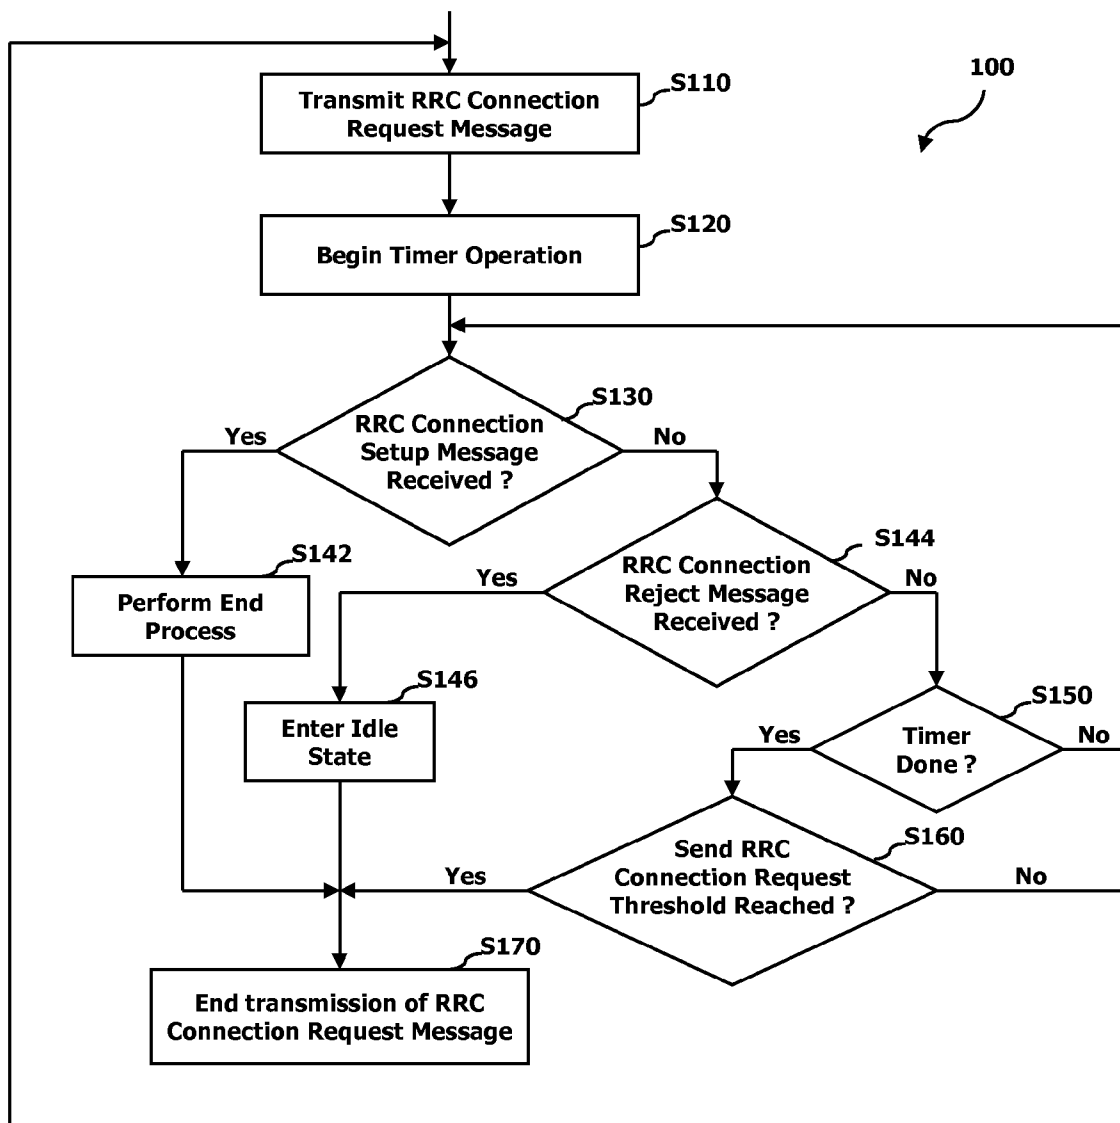 100
S110
Transmit RRC Connection
Request Message
S120
Begin Timer Operation
S130
RRC Connection
Setup Message
Received ?
Yes
No
S142
Perform End
Process
S144
RRC Connection
Reject Message
Received ?
Yes
No
S146
Enter Idle
State
S150
Timer
Done ?
Yes
No
S160
Send RRC
Connection Request
Threshold Reached ?
Yes
No
S170
End transmission of RRC
Connection Request Message